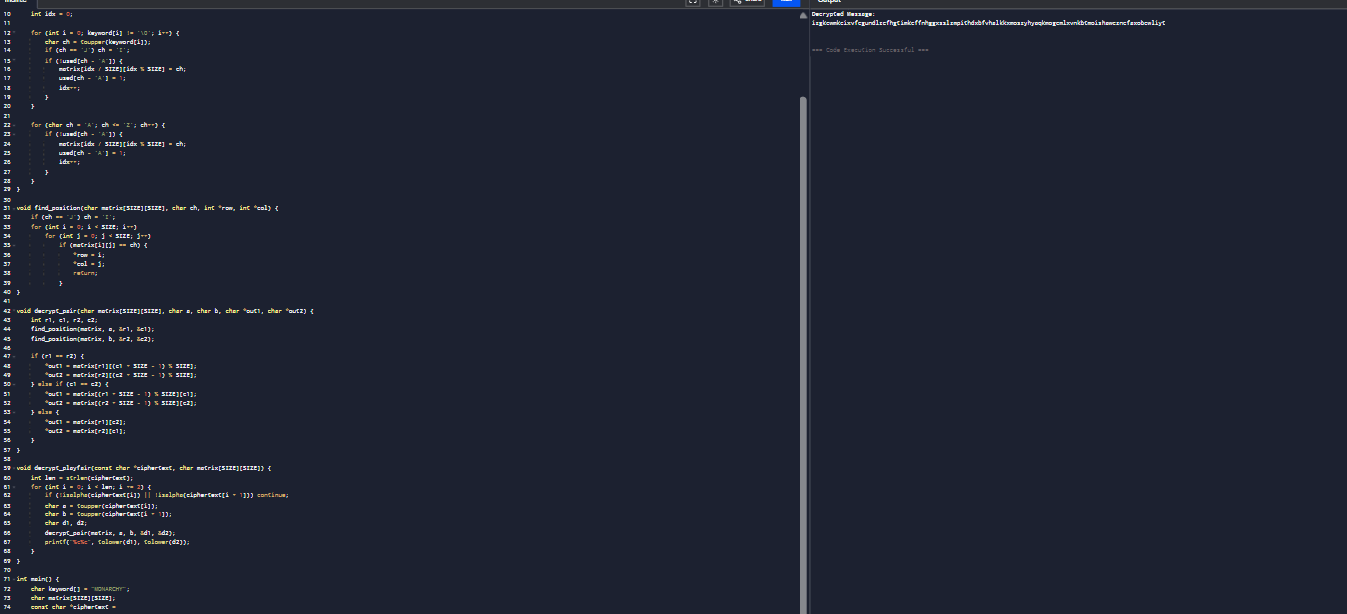 Output
10 int idx = 0;
11
12 for (int i = 0; keyword[i] != '\0'; i++) {
13 char ch = toupper(keyword[i]);
14 if (ch == 'J') ch = 'I';
15 if (!used[ch - 'A']) {
16 matrix[idx / SIZE][idx % SIZE] = ch;
17 used[ch - 'A'] = 1;
18 idx++;
19 }
20 }
21
22 for (char ch = 'A'; ch <= 'Z'; ch++) {
23 if (!used[ch - 'A']) {
24 matrix[idx / SIZE][idx % SIZE] = ch;
25 used[ch - 'A'] = 1;
26 idx++;
27 }
28 }
29 }
30
31 void find_position(char matrix[SIZE][SIZE], char ch, int *row, int *col) {
32 if (ch == 'J') ch = 'I';
33 for (int i = 0; i < SIZE; i++)
34 for (int j = 0; j < SIZE; j++)
35 if (matrix[i][j] == ch) {
36 *row = i;
37 *col = j;
38 return;
39 }
40 }
41
42 void decrypt_pair(char matrix[SIZE][SIZE], char a, char b, char *out1, char *out2) {
43 int r1, c1, r2, c2;
44 find_position(matrix, a, &r1, &c1);
45 find_position(matrix, b, &r2, &c2);
46
47 if (r1 == r2) {
48 *out1 = matrix[r1][(c1 + SIZE - 1) % SIZE];
49 *out2 = matrix[r2][(c2 + SIZE - 1) % SIZE];
50 } else if (c1 == c2) {
51 *out1 = matrix[(r1 + SIZE - 1) % SIZE][c1];
52 *out2 = matrix[(r2 + SIZE - 1) % SIZE][c2];
53 } else {
54 *out1 = matrix[r1][c2];
55 *out2 = matrix[r2][c1];
56 }
57 }
58
59 void decrypt_playfair(const char *ciphertext, char matrix[SIZE][SIZE]) {
60 int len = strlen(ciphertext);
61 for (int i = 0; i < len; i += 2) {
62 if (!isalpha(ciphertext[i]) || !isalpha(ciphertext[i + 1])) continue;
63 char a = toupper(ciphertext[i]);
64 char b = toupper(ciphertext[i + 1]);
65 char d1, d2;
66 decrypt_pair(matrix, a, b, &d1, &d2);
67 printf("%c%c", tolower(d1), tolower(d2));
68 }
69 }
70
71 int main() {
72 char keyword[] = "MONARCHY";
73 char matrix[SIZE][SIZE];
74 const char *ciphertext =
Decrypted Message:
=== Code Execution Successful ===